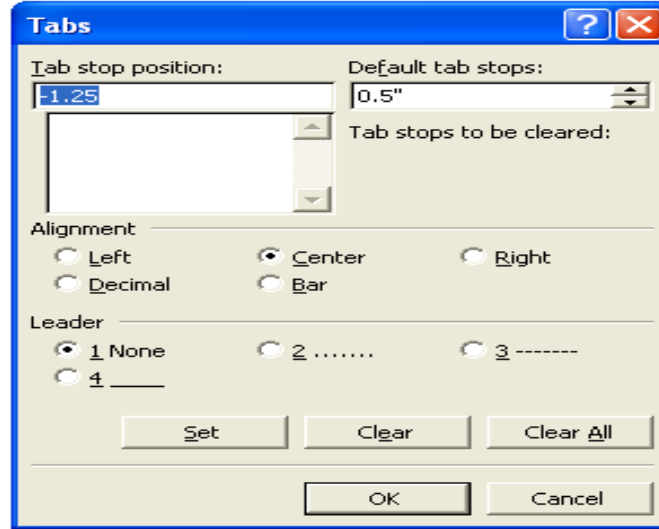 Tabs
Tab stop position: Default tab stops:
-1.25 0.5"
Tab stops to be cleared:
Alignment
Left Center Right
Decimal Bar
Leader
1 None 2 ....... 3 -------
4 ____
Set Clear Clear All
OK Cancel